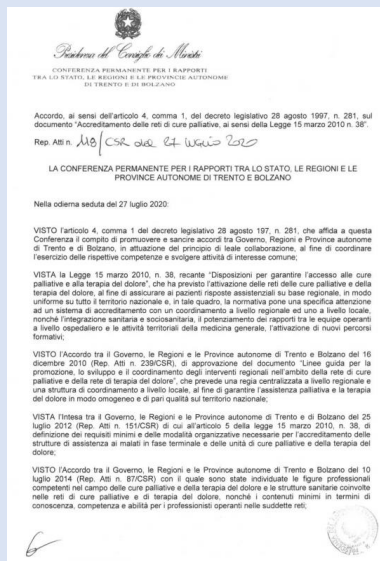 Presidenza del Consiglio dei Ministri
CONFERENZA PERMANENTE PER I RAPPORTI
TRA LO STATO, LE REGIONI E LE PROVINCIE AUTONOME
DI TRENTO E DI BOLZANO
Accordo, ai sensi dell'articolo 4, comma 1, del decreto legislativo 28 agosto 1997, n. 281, sul
documento "Accreditamento delle reti di cure palliative, ai sensi della Legge 15 marzo 2010 n. 38".
Rep. Atti n. 118/CSR del 27 luglio 2020
LA CONFERENZA PERMANENTE PER I RAPPORTI TRA LO STATO, LE REGIONI E LE
PROVINCE AUTONOME DI TRENTO E BOLZANO
Nella odierna seduta del 27 luglio 2020:
VISTO l'articolo 4, comma 1 del decreto legislativo 28 agosto 197, n. 281, che affida a questa
Conferenza il compito di promuovere e sancire accordi tra Governo, Regioni e Province autonome
di Trento e di Bolzano, in attuazione del principio di leale collaborazione, al fine di coordinare
l'esercizio delle rispettive competenze e svolgere attività di interesse comune;
VISTA la Legge 15 marzo 2010, n. 38, recante "Disposizioni per garantire l'accesso alle cure
palliative e alla terapia del dolore", che ha previsto l'attivazione delle reti delle cure palliative e della
terapia del dolore, al fine di assicurare ai pazienti risposte assistenziali su base regionale, in modo
uniforme su tutto il territorio nazionale e, in tale quadro, la normativa pone una specifica attenzione
ad un sistema di accreditamento con un coordinamento a livello regionale ed uno a livello locale,
nonché l'integrazione sanitaria e sociosanitaria, il potenziamento dei rapporti tra le equipe operanti
a livello ospedaliero e le attività territoriali della medicina generale, l'attivazione di nuovi percorsi
formativi;
VISTO l'Accordo tra il Governo, le Regioni e le Province autonome di Trento e Bolzano del 16
dicembre 2010 (Rep. Atti n. 239/CSR), di approvazione del documento "Linee guida per la
promozione, lo sviluppo e il coordinamento degli interventi regionali nell'ambito della rete di cure
palliative e della rete di terapia del dolore", che prevede una regia centralizzata a livello regionale e
una struttura di coordinamento a livello locale, al fine di garantire l'assistenza palliativa e la terapia
del dolore in modo omogeneo e di pari qualità sul territorio nazionale;
VISTA l'Intesa tra il Governo, le Regioni e le Province autonome di Trento e di Bolzano del 25
luglio 2012 (Rep. Atti n. 151/CSR) di cui all'articolo 5 della legge 15 marzo 2010, n. 38, di
definizione dei requisiti minimi e delle modalità organizzative necessarie per l'accreditamento delle
strutture di assistenza ai malati in fase terminale e delle unità di cure palliative e della terapia del
dolore;
VISTO l'Accordo tra il Governo, le Regioni e le Province autonome di Trento e Bolzano del 10
luglio 2014 (Rep. Atti n. 87/CSR) con il quale sono state individuate le figure professionali
competenti nel campo delle cure palliative e della terapia del dolore e le strutture sanitarie coinvolte
nelle reti di cure palliative e di terapia del dolore, nonché i contenuti minimi in termini di
conoscenza, competenza e abilità per i professionisti operanti nelle suddette reti;